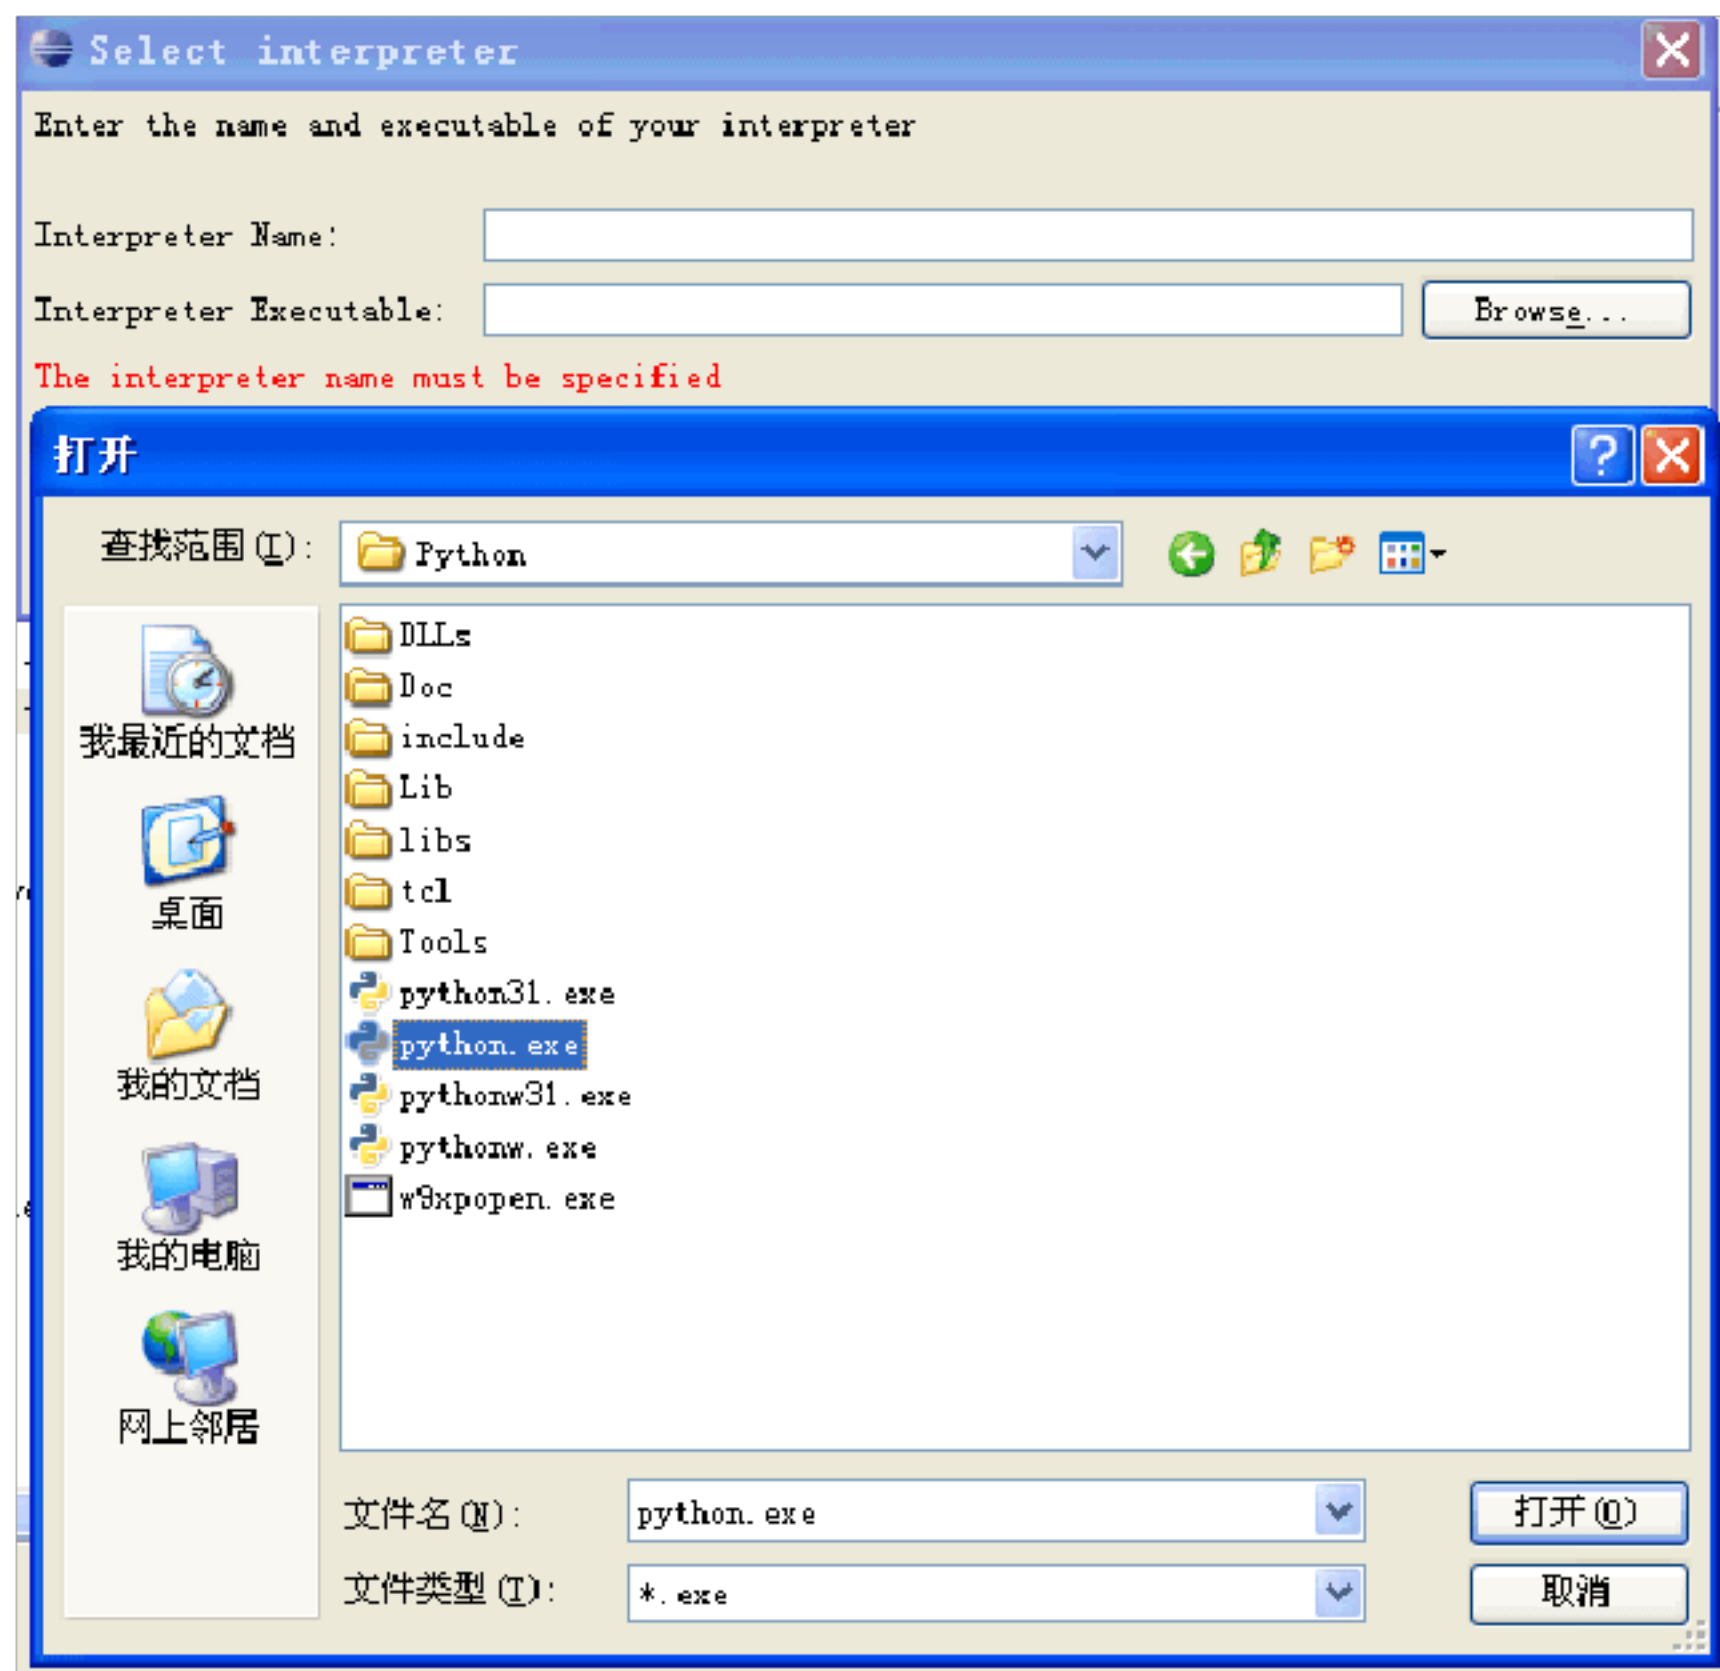 Select interpreter
Enter the name and executable of your interpreter
Interpreter Name:
Interpreter Executable:
Browse...
The interpreter name must be specified
打开
查找范围(I):
Python
我最近的文档
桌面
我的文档
我的电脑
网上邻居
DLLs
Doc
include
Lib
libs
tcl
Tools
python31.exe
python.exe
pythonw31.exe
pythonw.exe
w9xpopen.exe
文件名(N):
python.exe
打开(O)
文件类型(T):
*.exe
取消